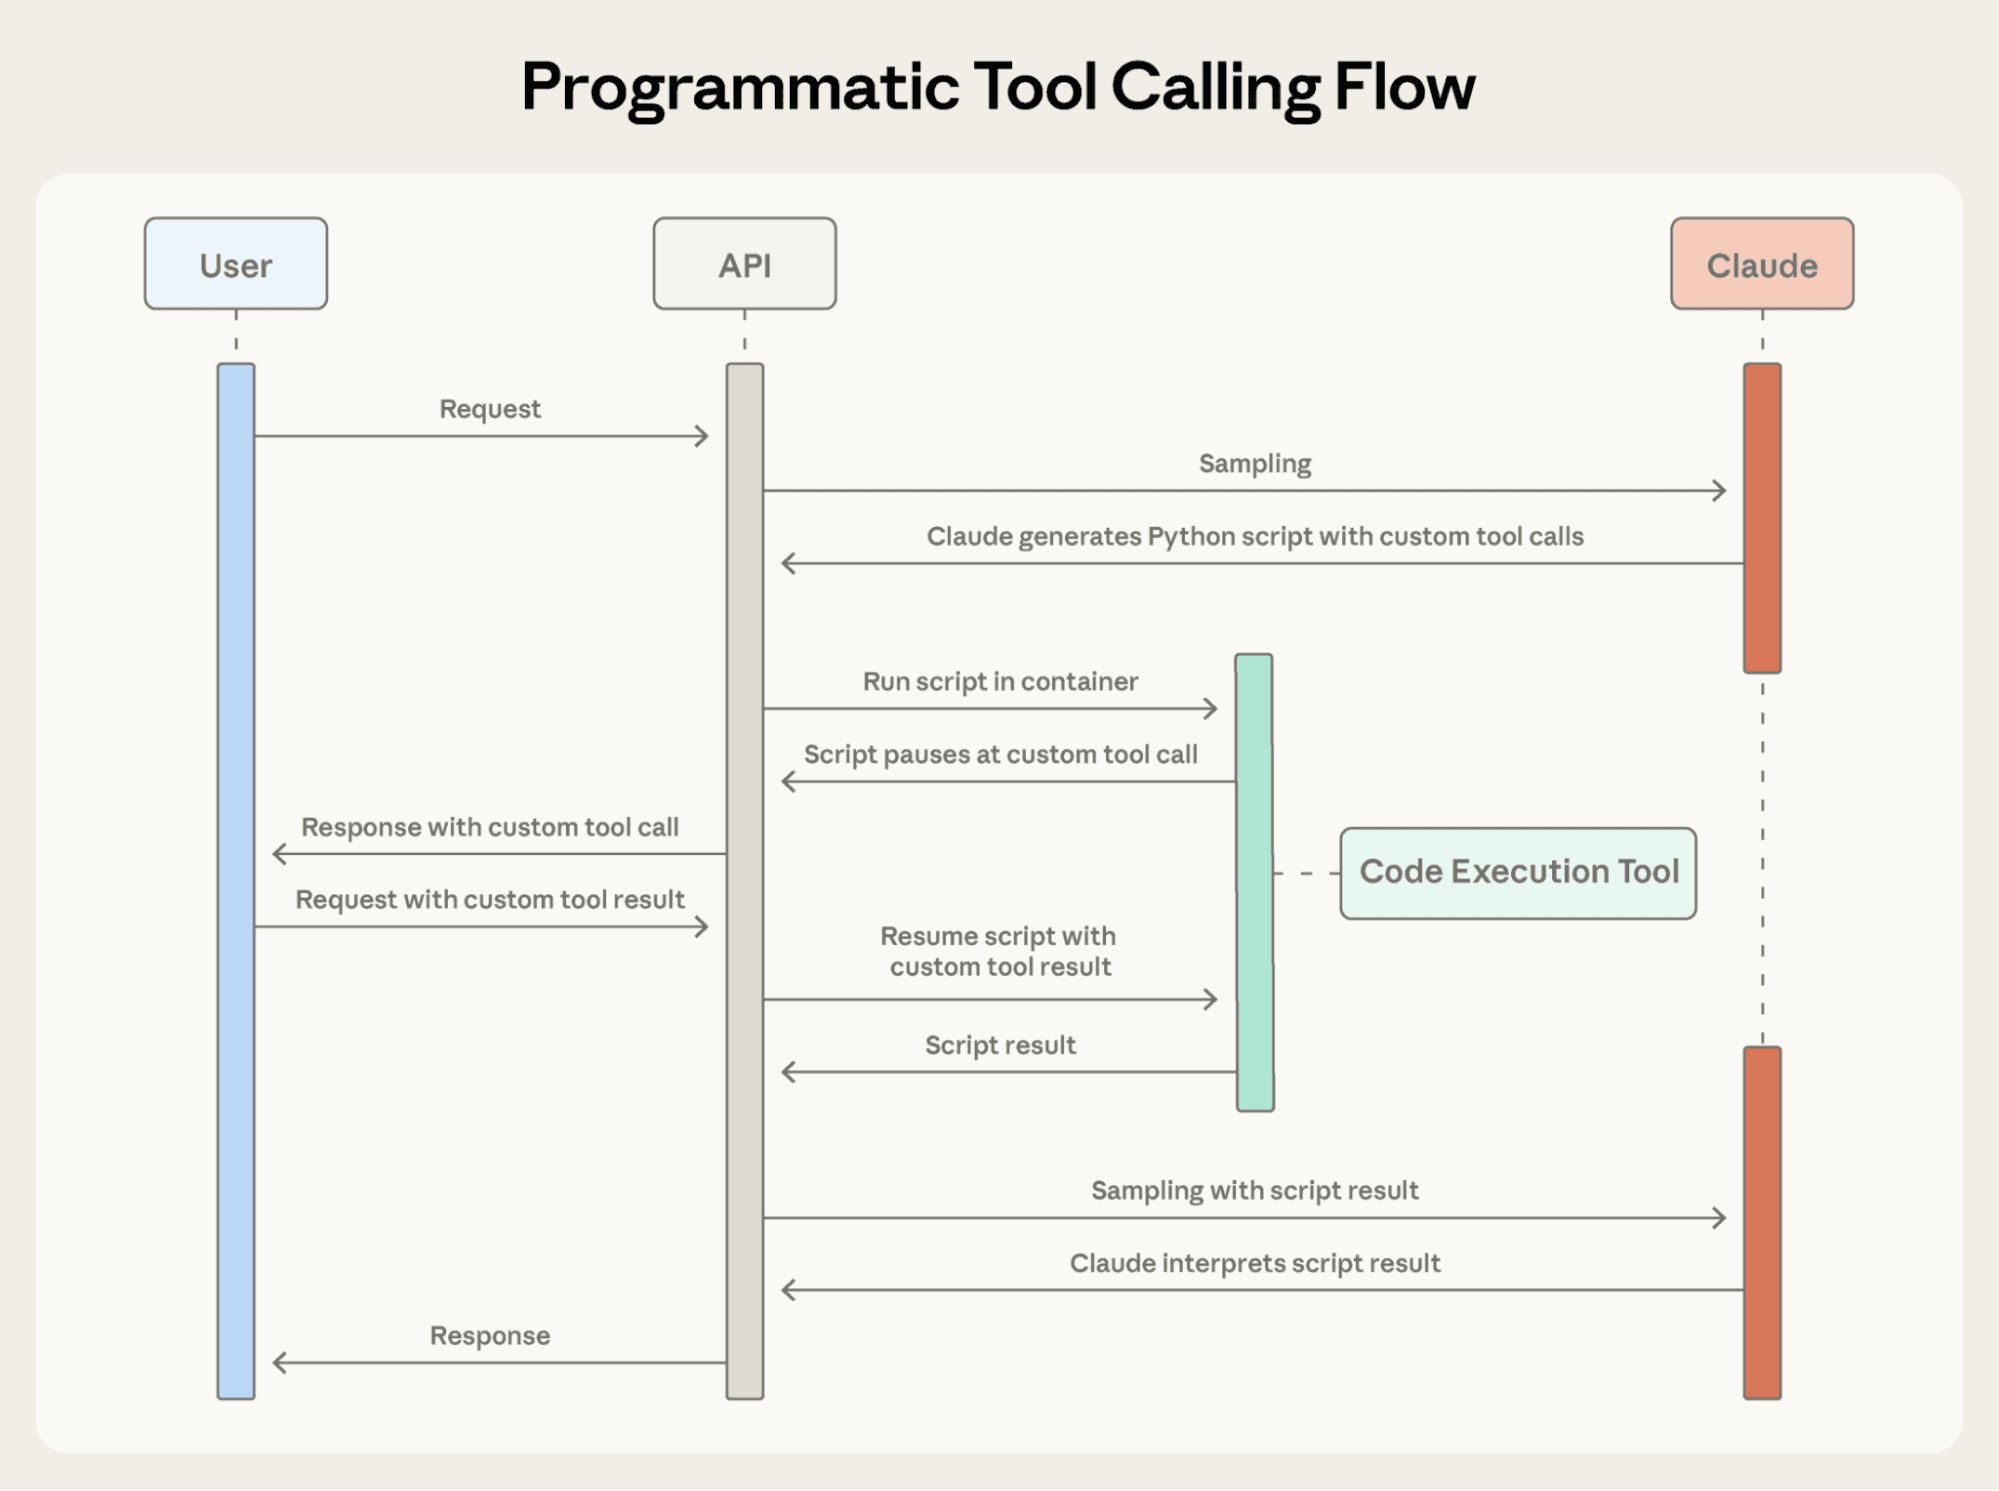 Programmatic Tool Calling Flow
User
API
Claude
Request
Sampling
Claude generates Python script with custom tool calls
Run script in container
Script pauses at custom tool call
Response with custom tool call
Code Execution Tool
Request with custom tool result
Resume script with
custom tool result
Script result
Sampling with script result
Claude interprets script result
Response